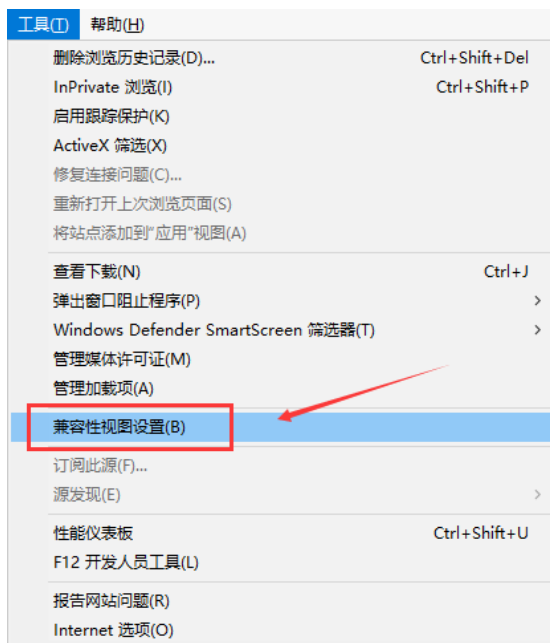 工具(T) 帮助(H)
删除浏览历史记录(D)... Ctrl+Shift+Del
InPrivate 浏览(I) Ctrl+Shift+P
启用跟踪保护(K)
ActiveX 筛选(X)
修复连接问题(C)...
重新打开上次浏览页面(S)
将站点添加到“应用”视图(A)
查看下载(N) Ctrl+J
弹出窗口阻止程序(P)
Windows Defender SmartScreen 筛选器(T)
管理媒体许可证(M)
管理加载项(A)
兼容性视图设置(B)
订阅此源(F)...
源发现(E)
性能仪表板 Ctrl+Shift+U
F12 开发人员工具(L)
报告网站问题(R)
Internet 选项(O)